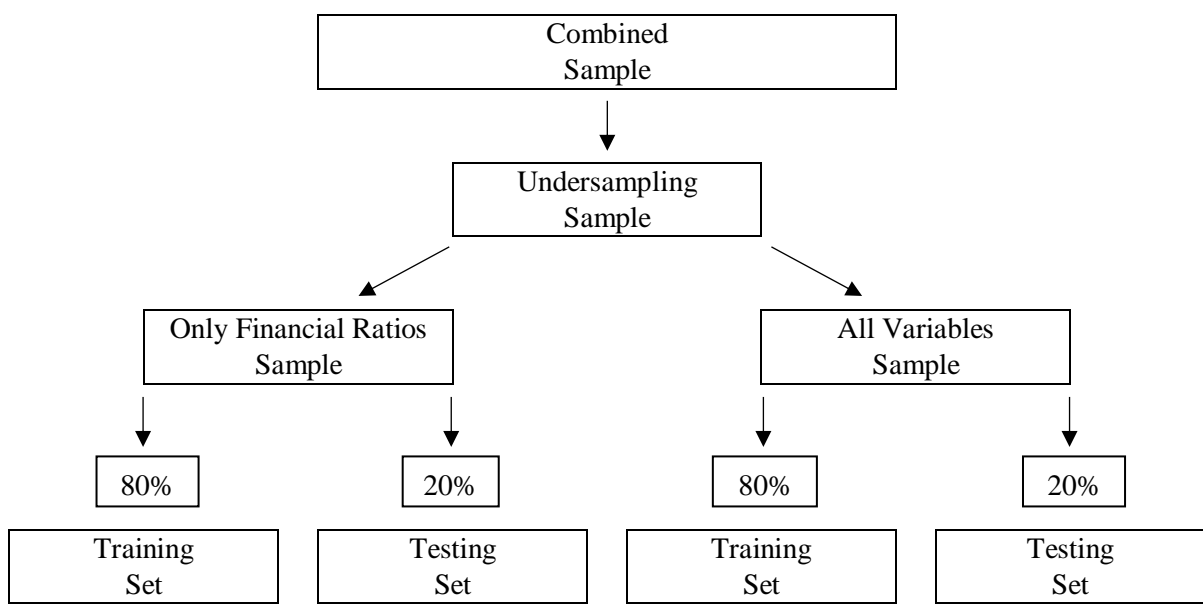 Combined
Sample
Undersampling
Sample
Only Financial Ratios
Sample
All Variables
Sample
80%
20%
80%
20%
Training
Set
Testing
Set
Training
Set
Testing
Set